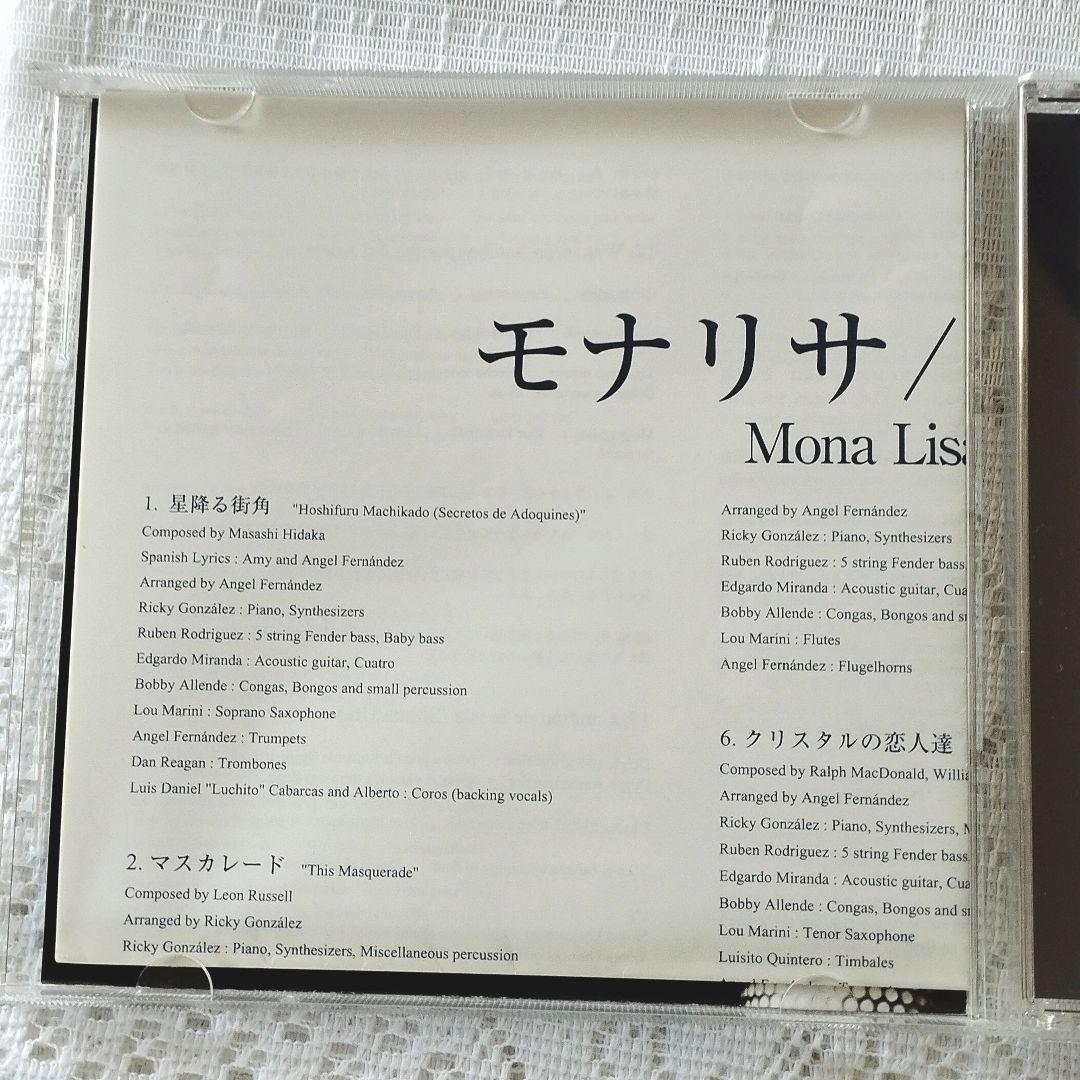 モナリサ/
Mona Lisa
1. 星降る街角 "Hoshifuru Machikado (Secretos de Adoquines)"
Composed by Masashi Hidaka
Spanish Lyrics : Amy and Angel Fernández
Arranged by Angel Fernández
Ricky González : Piano, Synthesizers
Ruben Rodriguez : 5 string Fender bass, Baby bass
Edgardo Miranda : Acoustic guitar, Cuatro
Bobby Allende : Congas, Bongos and small percussion
Lou Marini : Soprano Saxophone
Angel Fernández : Trumpets
Dan Reagan : Trombones
Luis Daniel "Luchito" Cabarcas and Alberto : Coros (backing vocals)
2. マスカレード "This Masquerade"
Composed by Leon Russell
Arranged by Ricky González
Ricky González : Piano, Synthesizers, Miscellaneous percussion
Arranged by Angel Fernández
Ricky González : Piano, Synthesizers
Ruben Rodriguez : 5 string Fender bass,
Edgardo Miranda : Acoustic guitar,
Bobby Allende : Congas, Bongos and
Lou Marini : Flutes
Angel Fernández : Flugelhorns
6. クリスタルの恋人達
Composed by Ralph MacDonald,
Arranged by Angel Fernández
Ricky González : Piano, Synthesizers,
Ruben Rodriguez : 5 string Fender bass
Edgardo Miranda : Acoustic guitar,
Bobby Allende : Congas, Bongos and
Lou Marini : Tenor Saxophone
Luisito Quintero : Timbales